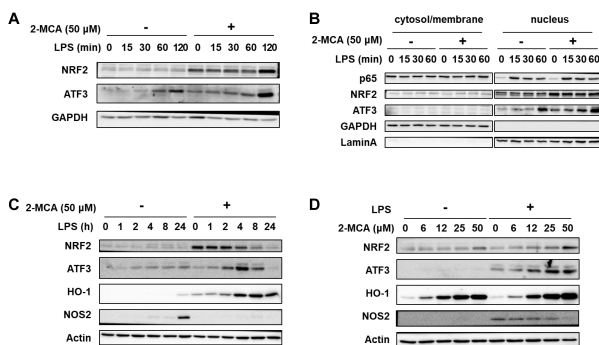 A
2-MCA (50 μM) - +
LPS (min) 0 15 30 60 120 0 15 30 60 120
NRF2
ATF3
GAPDH
B
cytosol/membrane nucleus
2-MCA (50 μM) - + - +
LPS (min) 0 15 30 60 0 15 30 60 0 15 30 60 0 15 30 60
p65
NRF2
ATF3
GAPDH
LaminA
C
2-MCA (50 μM) - +
LPS (h) 0 1 2 4 8 24 0 1 2 4 8 24
NRF2
ATF3
HO-1
NOS2
Actin
D
LPS - +
2-MCA (μM) 0 6 12 25 50 0 6 12 25 50
NRF2
ATF3
HO-1
NOS2
Actin